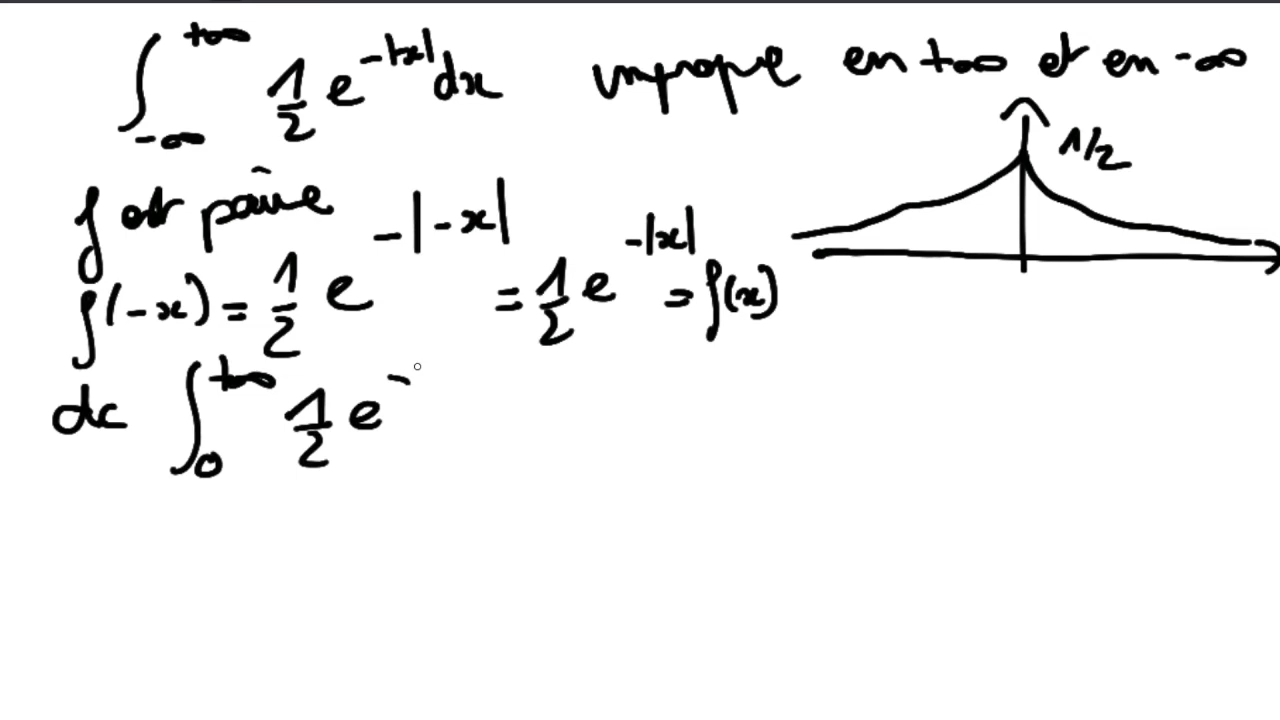 ∫_{-∞}^{+∞} 1/2 e^{-|x|} dx impropre en +∞ et en -∞
1/2
f est paire
f(-x) = 1/2 e^{-|-x|} = 1/2 e^{-|x|} = f(x)
dc ∫_0^{+∞} 1/2 e^-